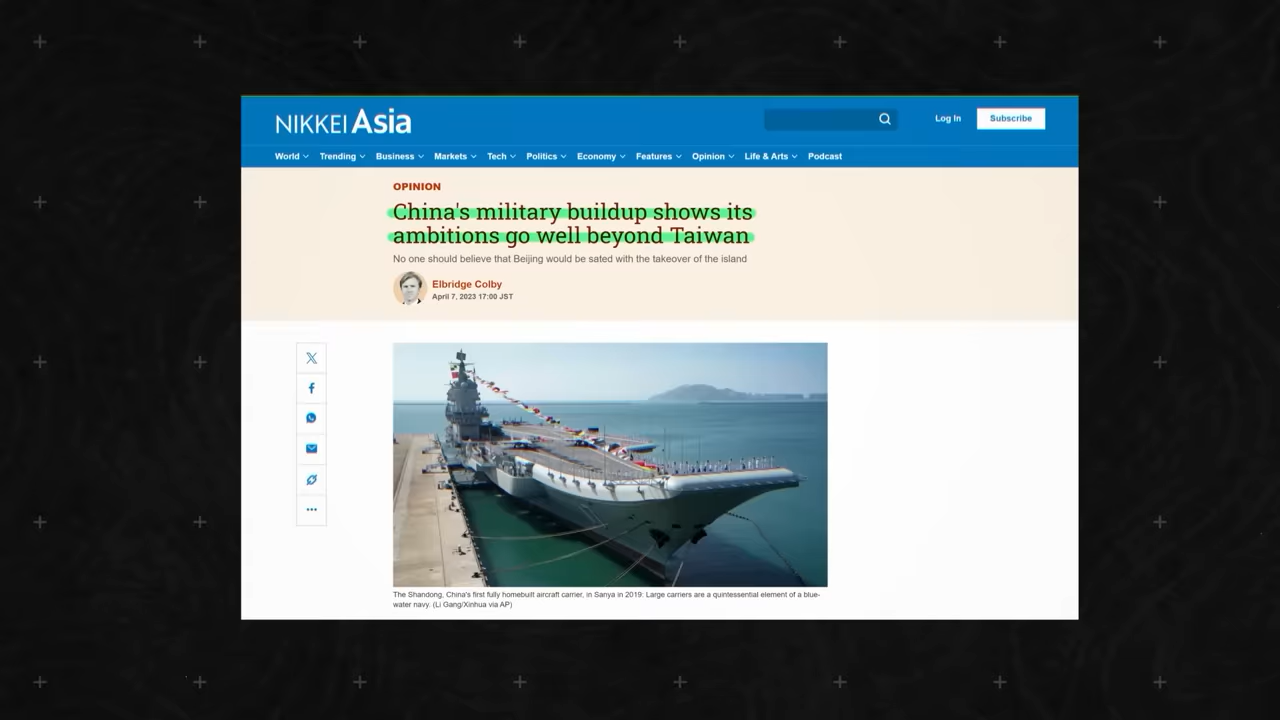 NIKKEI Asia
Log In
Subscribe
World Trending Business Markets Tech Politics Economy Features Opinion Life & Arts Podcast
OPINION
China's military buildup shows its
ambitions go well beyond Taiwan
No one should believe that Beijing would be sated with the takeover of the island
Elbridge Colby
April 7, 2023 17:00 JST
The Shandong, China's first fully homebuilt aircraft carrier, in Sanya in 2019: Large carriers are a quintessential element of a blue-
water navy. (Li Gang/Xinhua via AP)